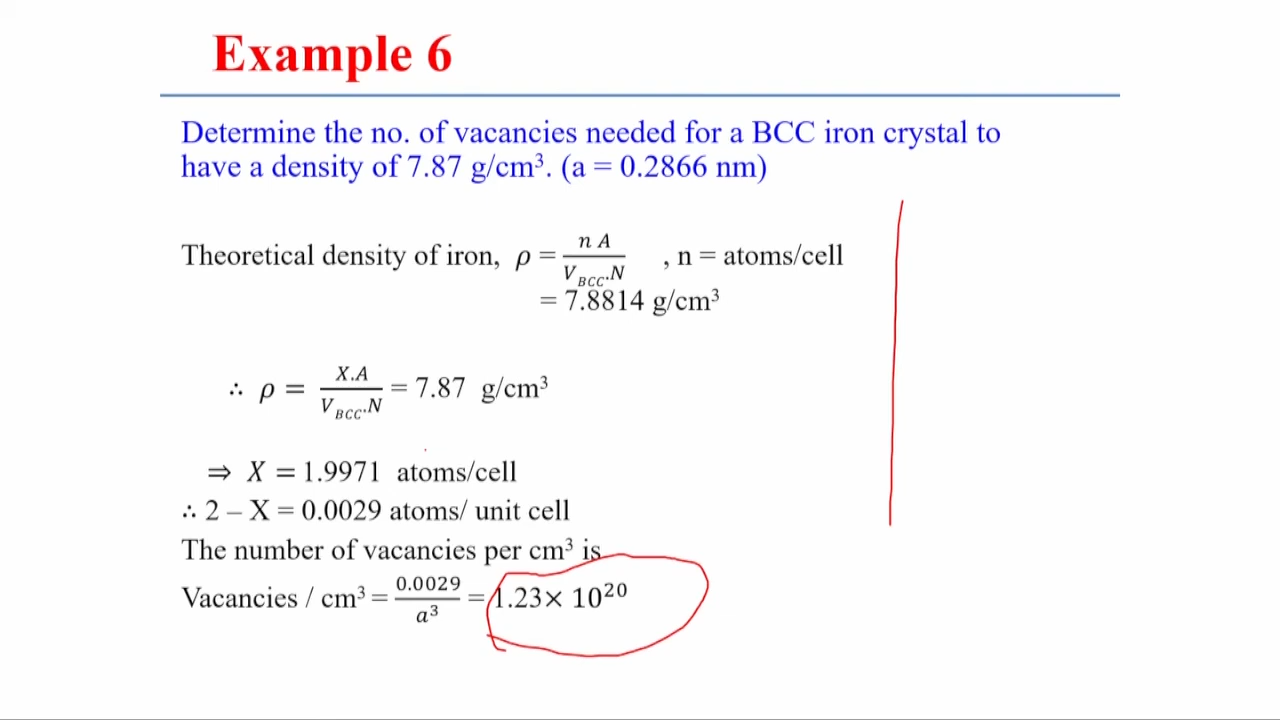 Example 6
Determine the no. of vacancies needed for a BCC iron crystal to
have a density of 7.87 g/cm³. (a = 0.2866 nm)
Theoretical density of iron, ρ = n A / V_BCC.N , n = atoms/cell
= 7.8814 g/cm³
∴ ρ = X.A / V_BCC.N = 7.87 g/cm³
⇒ X = 1.9971 atoms/cell
∴ 2 – X = 0.0029 atoms/ unit cell
The number of vacancies per cm³ is
Vacancies / cm³ = 0.0029 / a³ = 1.23× 10²⁰